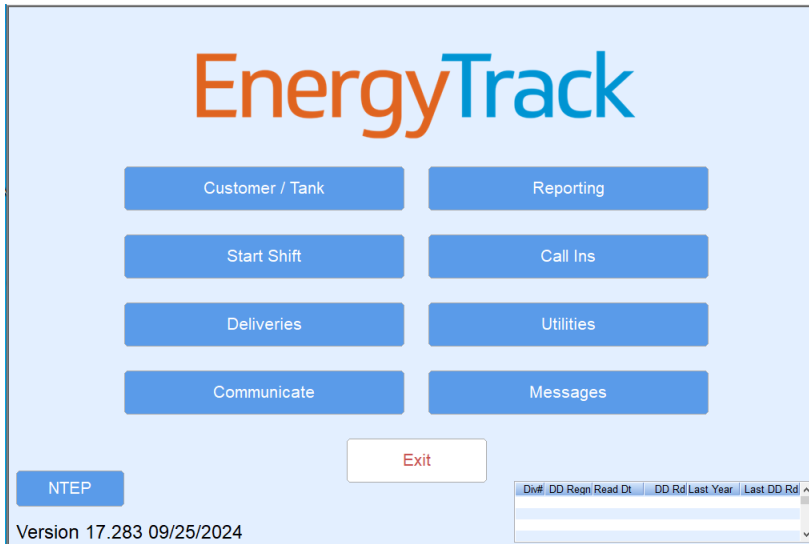 EnergyTrack
Customer / Tank
Reporting
Start Shift
Call Ins
Deliveries
Utilities
Communicate
Messages
Exit
NTEP
Div# DD Regn Read Dt DD Rd Last Year Last DD Rd
Version 17.283 09/25/2024